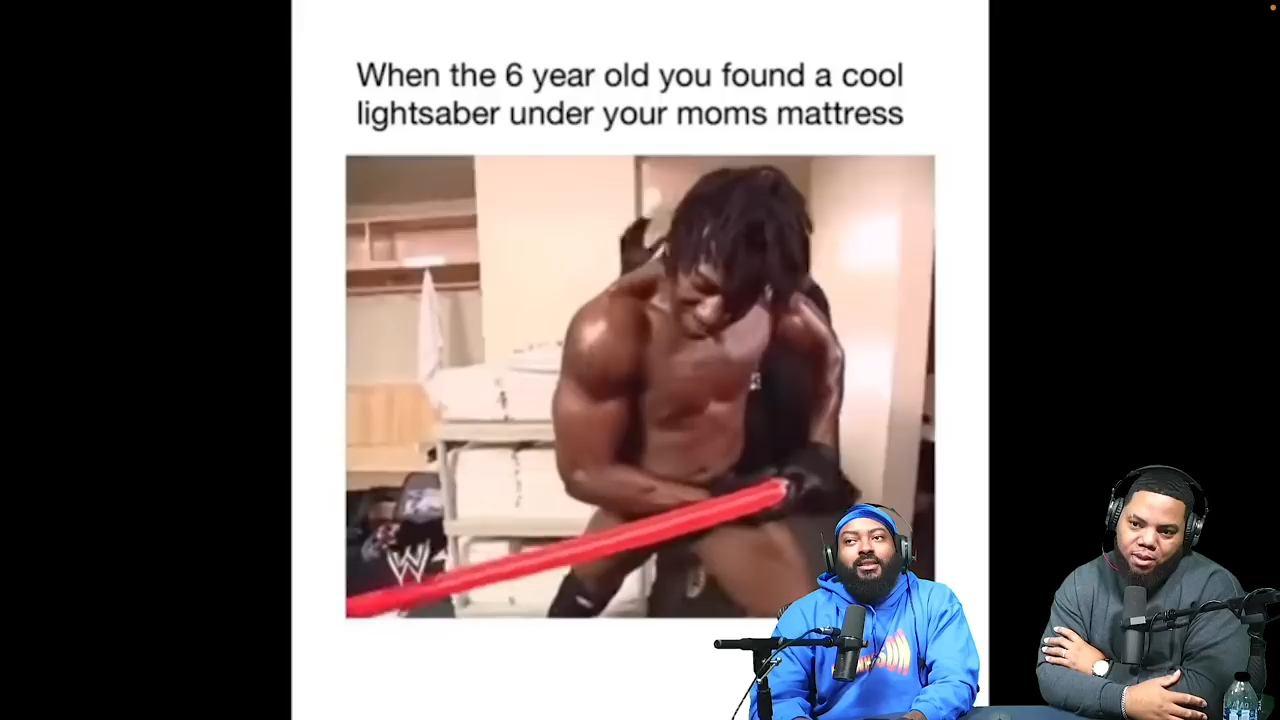 When the 6 year old you found a cool
lightsaber under your moms mattress
W